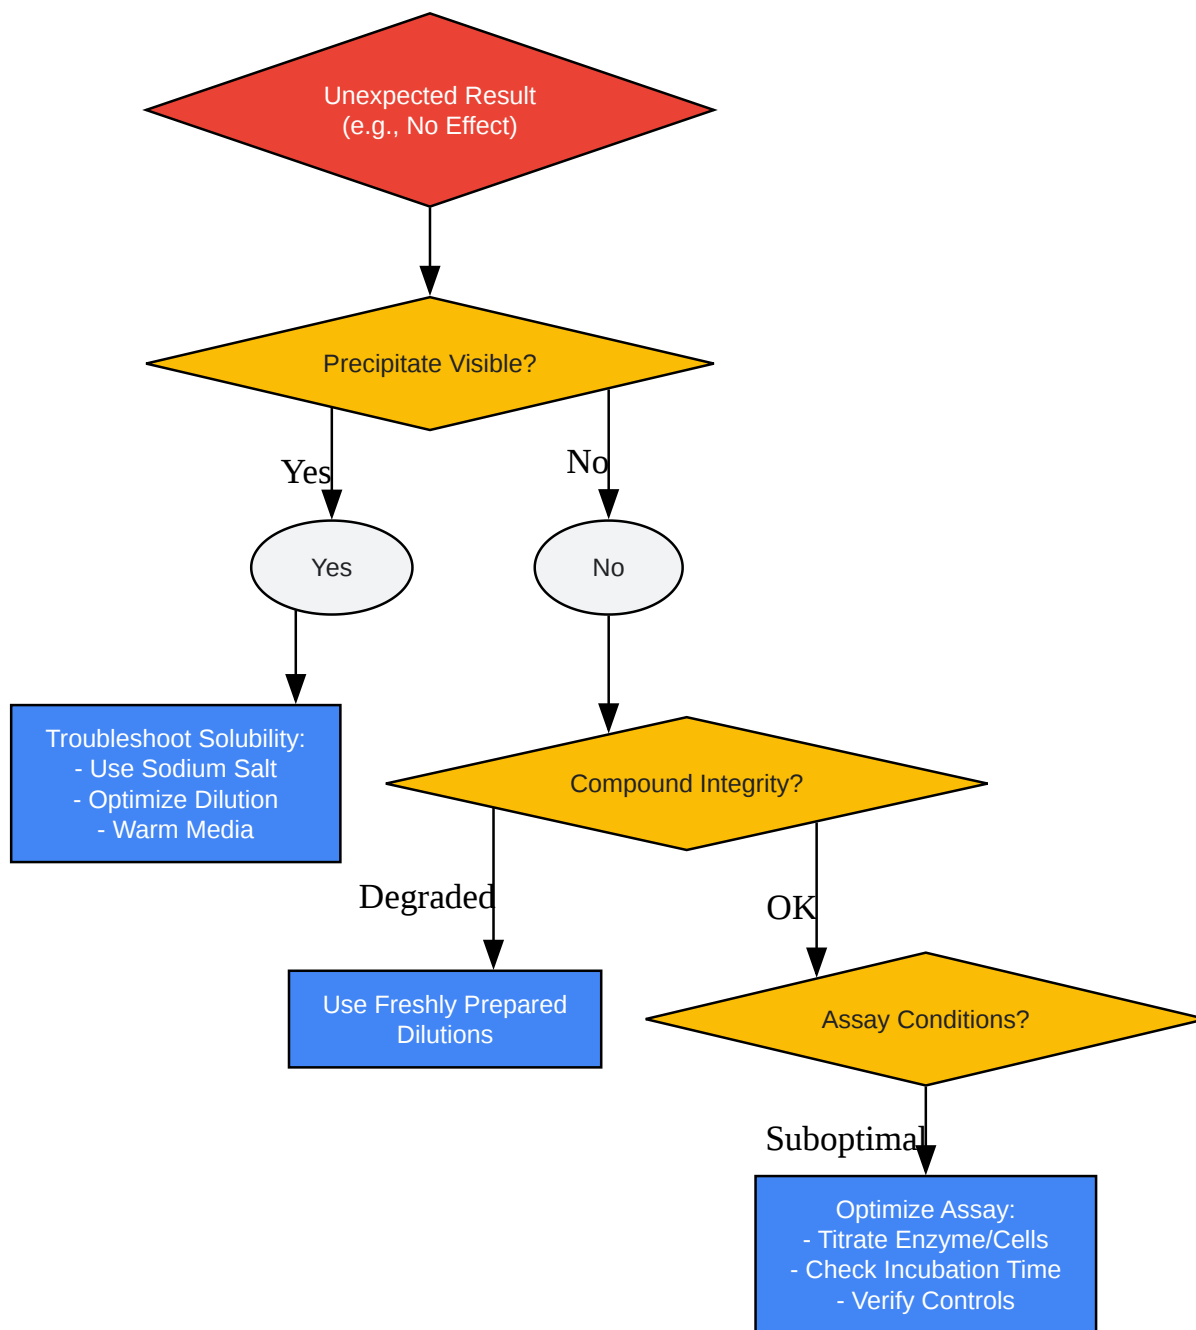 Unexpected Result
(e.g., No Effect)
Precipitate Visible?
Yes
No
Yes
No
Troubleshoot Solubility:
- Use Sodium Salt
- Optimize Dilution
- Warm Media
Compound Integrity?
Degraded
OK
Use Freshly Prepared
Dilutions
Assay Conditions?
Suboptimal
Optimize Assay:
- Titrate Enzyme/Cells
- Check Incubation Time
- Verify Controls